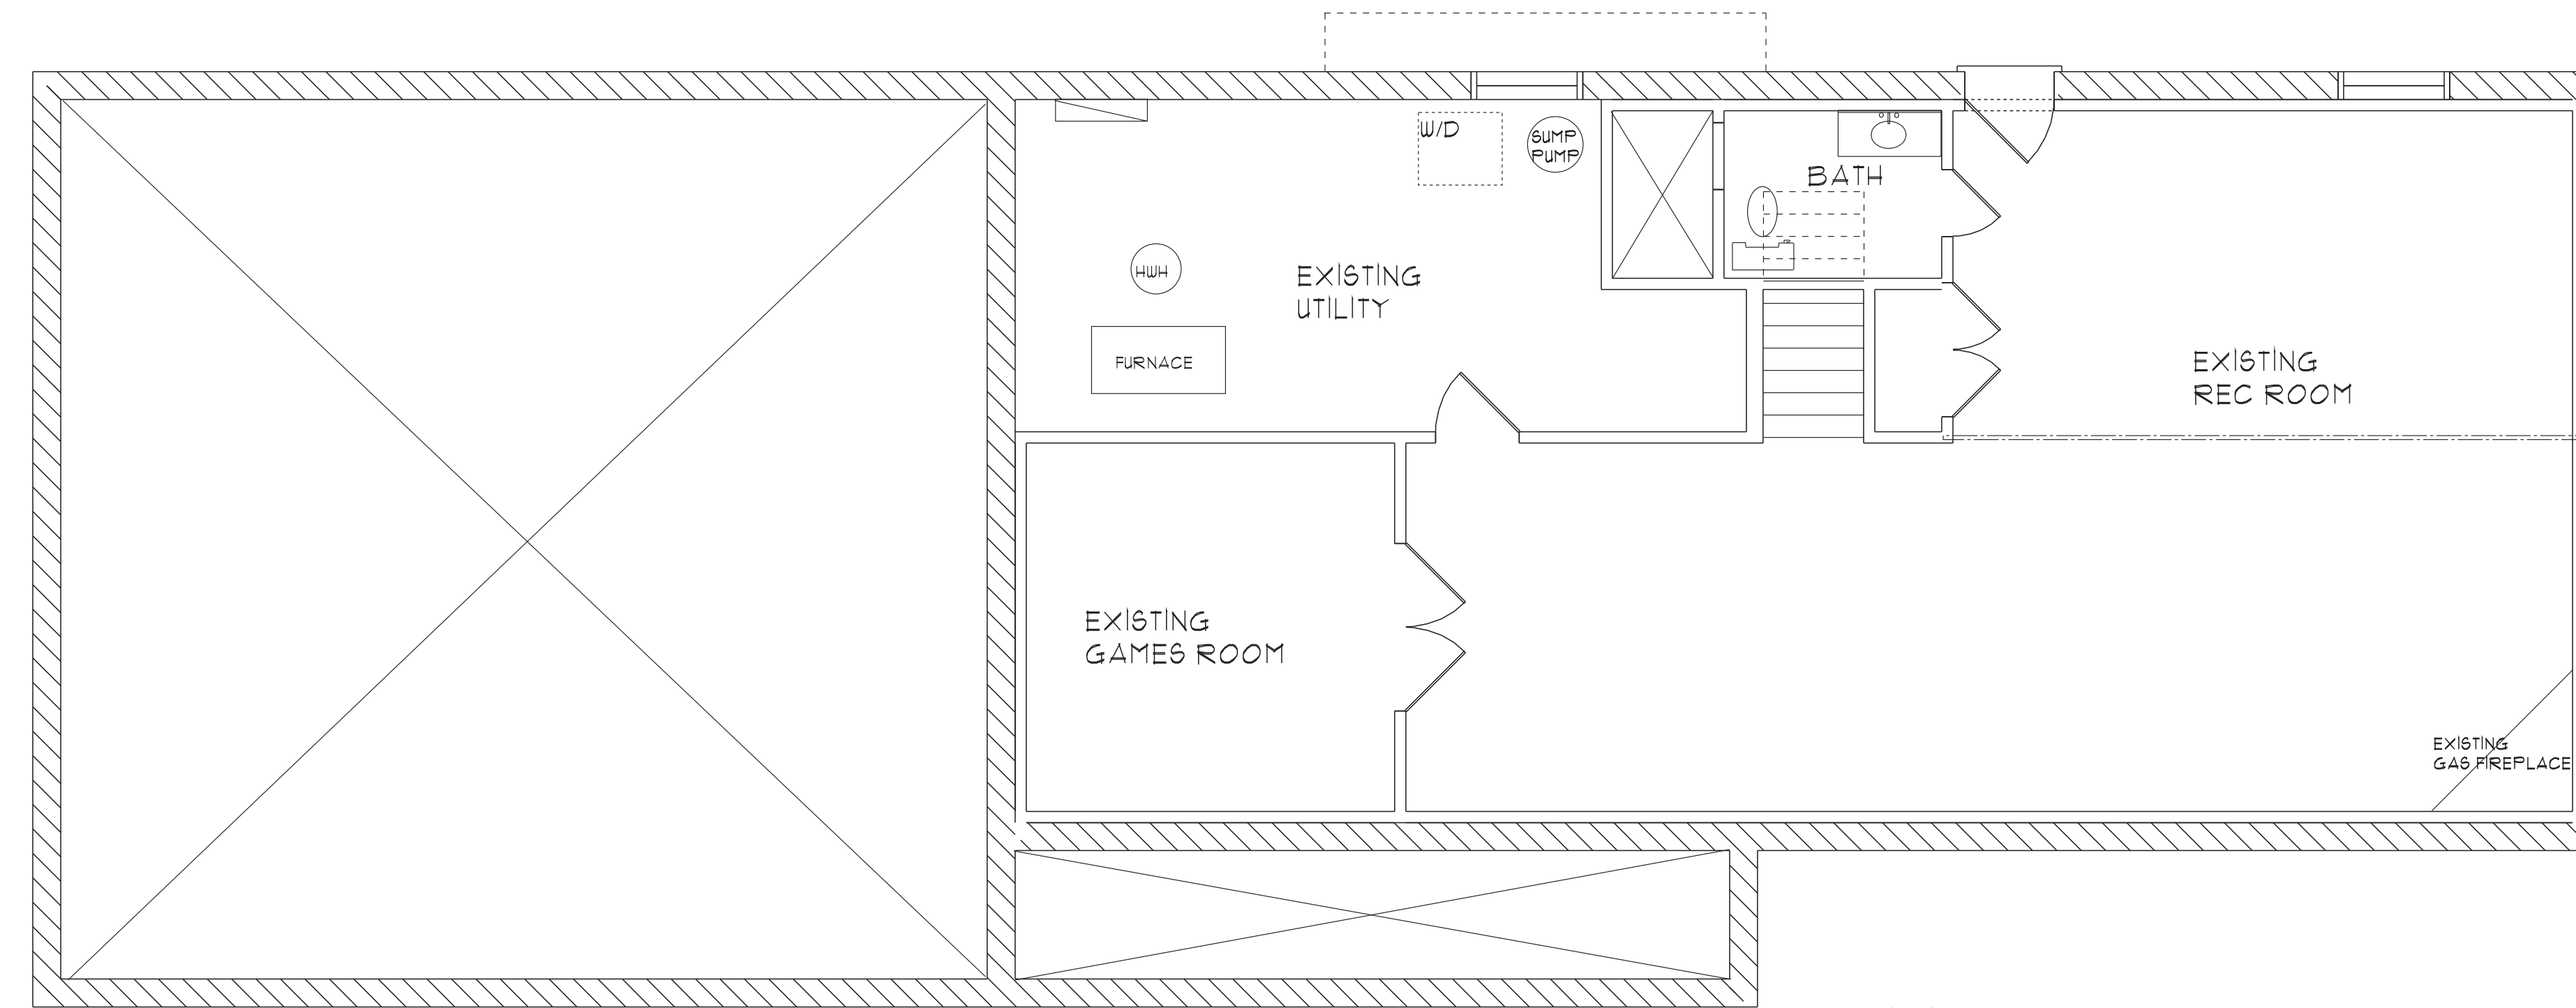 W/D
SUMP
PUMP
BATH
HWH
EXISTING
UTILITY
FURNACE
EXISTING
REC ROOM
EXISTING
GAMES ROOM
EXISTING
GAS FIREPLACE